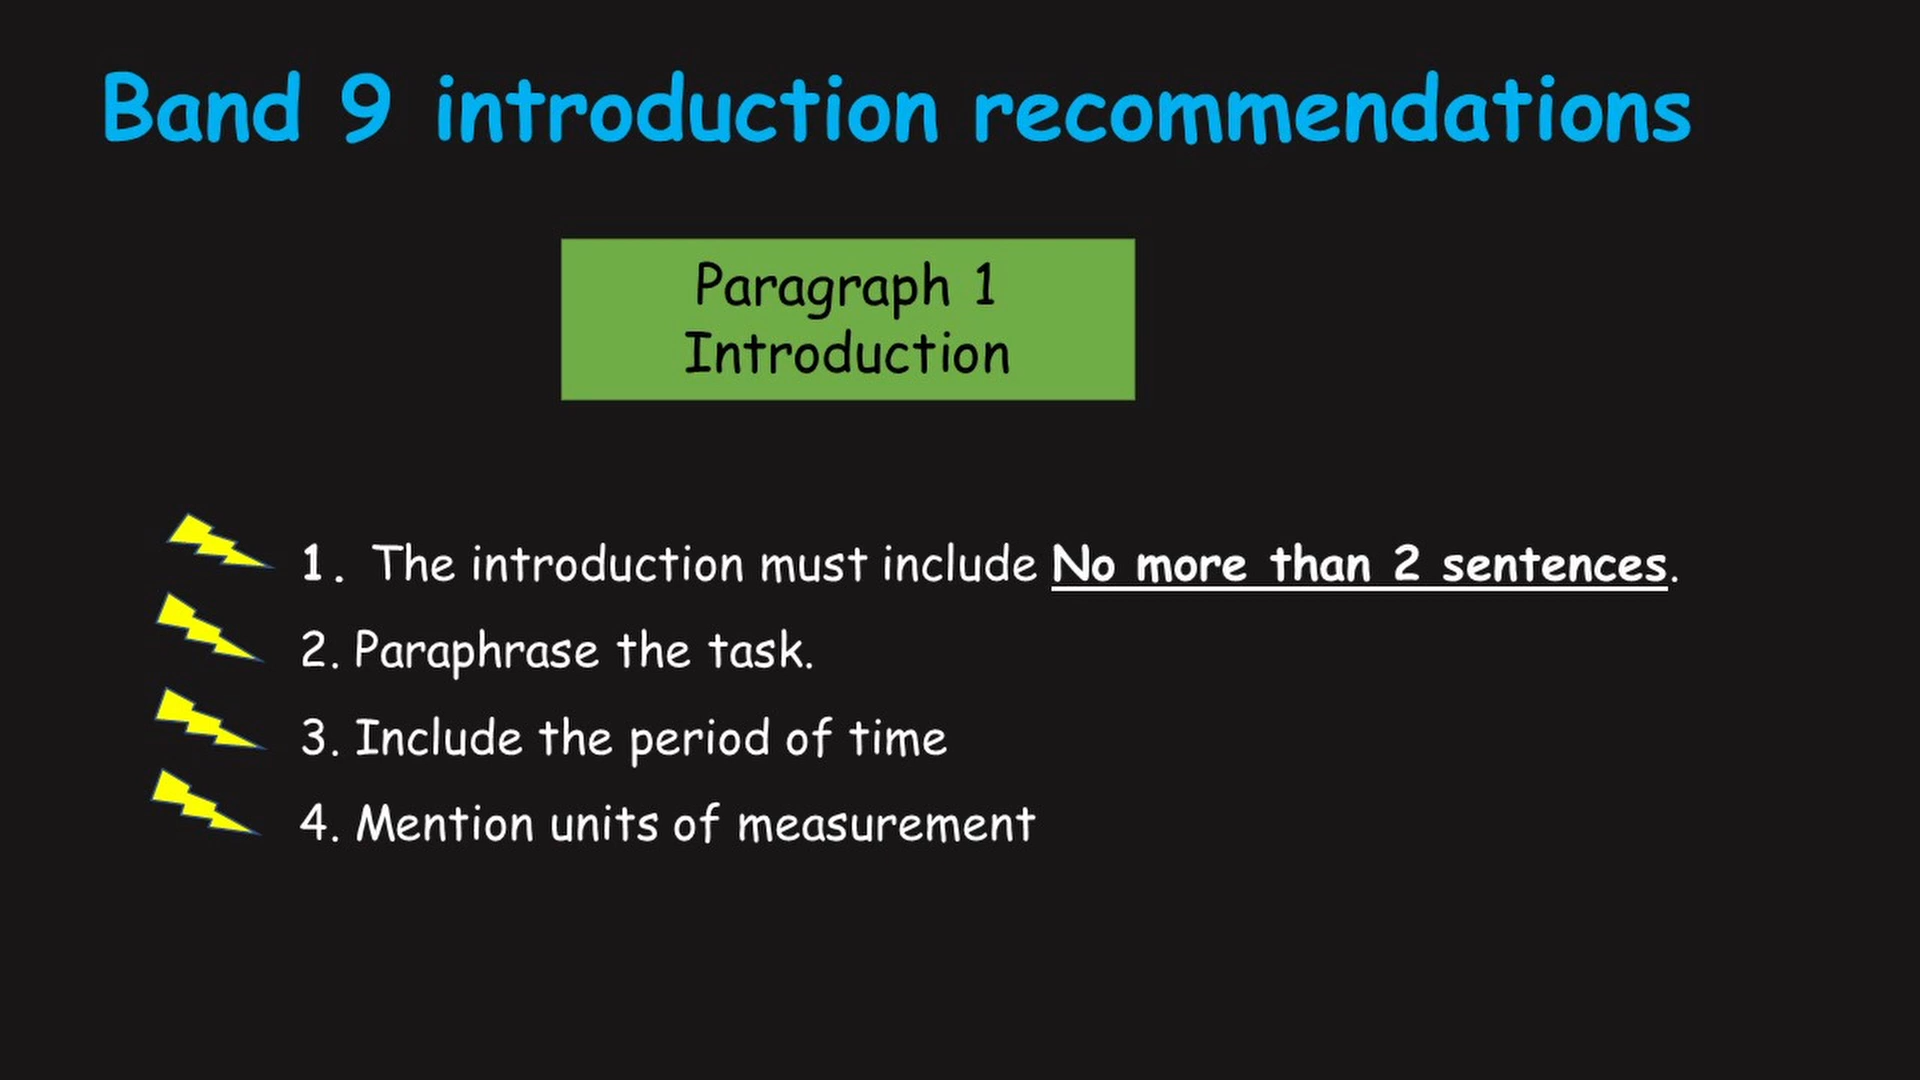 Band 9 introduction recommendations
Paragraph 1
Introduction
1. The introduction must include No more than 2 sentences.
2. Paraphrase the task.
3. Include the period of time
4. Mention units of measurement